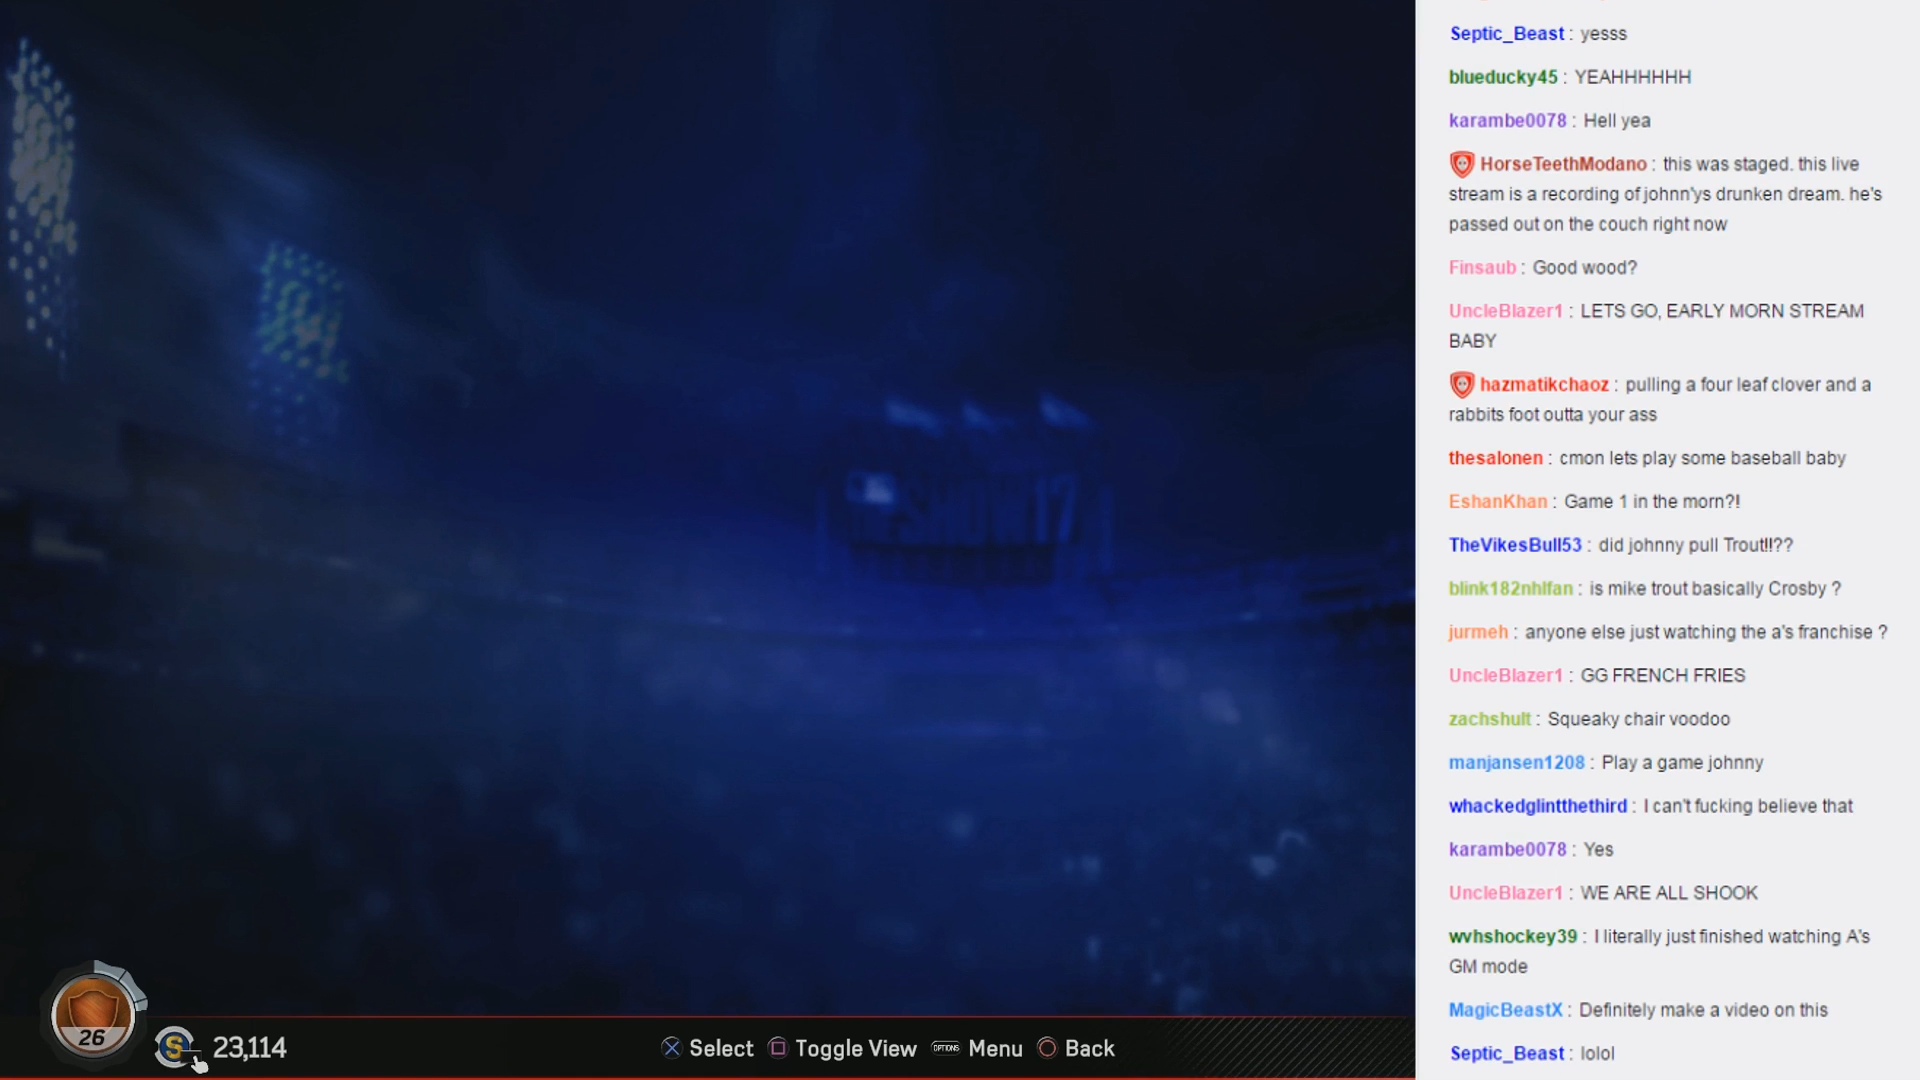 Septic_Beast : yesss
blueducky45 : YEAHHHHHH
karambe0078 : Hell yea
HorseTeethModano : this was staged. this live
stream is a recording of johnn'ys drunken dream. he's
passed out on the couch right now
Finsaub : Good wood?
UncleBlazer1 : LETS GO, EARLY MORN STREAM
BABY
hazmatikchaoz : pulling a four leaf clover and a
rabbits foot outta your ass
thesalonen : cmon lets play some baseball baby
EshanKhan : Game 1 in the morn?!
TheVikesBull53 : did johnny pull Trout!!??
blink182nhlfan : is mike trout basically Crosby ?
jurmeh : anyone else just watching the a's franchise ?
UncleBlazer1 : GG FRENCH FRIES
zachshult : Squeaky chair voodoo
manjansen1208 : Play a game johnny
whackedglintthethird : I can't fucking believe that
karambe0078 : Yes
UncleBlazer1 : WE ARE ALL SHOOK
wvhshockey39 : I literally just finished watching A's
GM mode
MagicBeastX : Definitely make a video on this
Septic_Beast : lolol
SHOW 17
26
S 23,114
Select Toggle View OPTIONS Menu Back